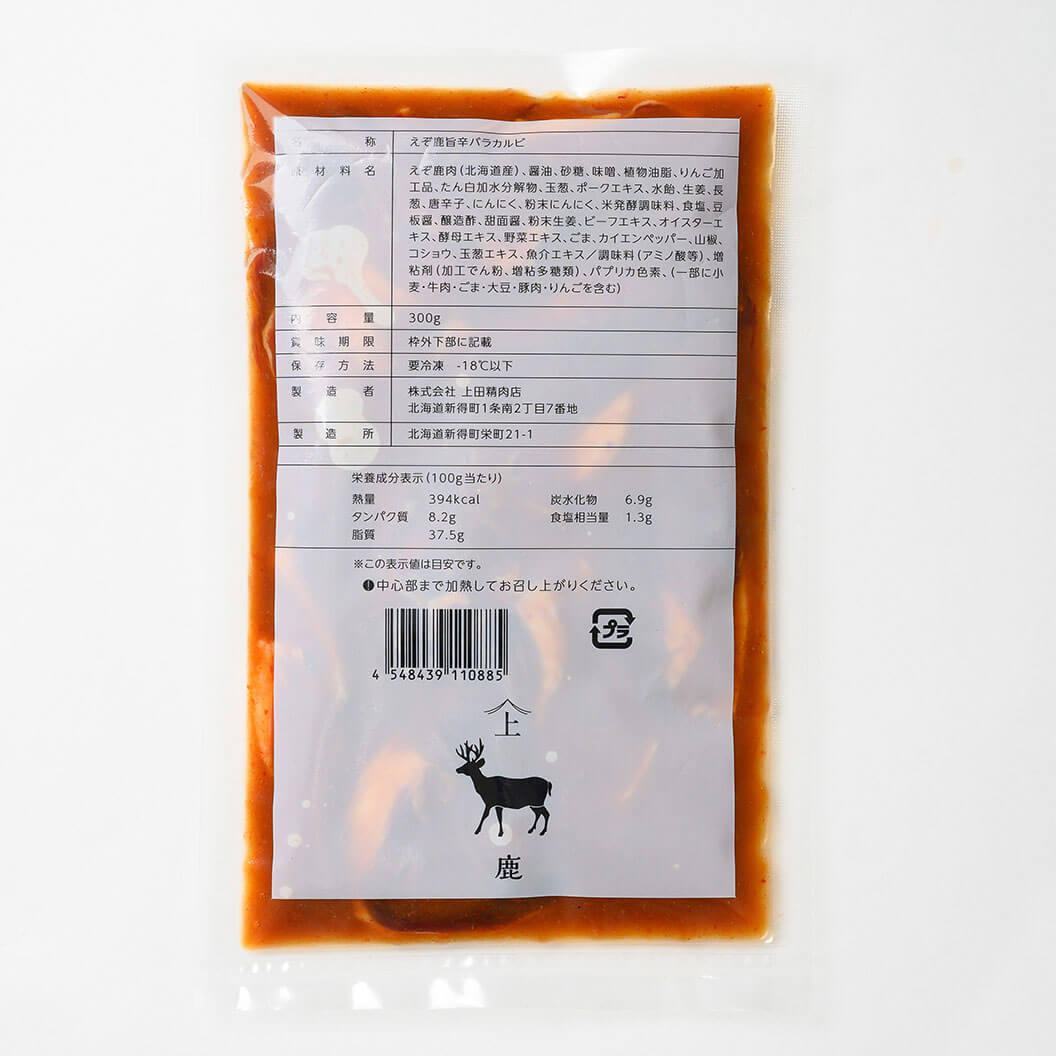 名称 えぞ鹿旨辛バラカルビ
原材料名 えぞ鹿肉(北海道産)、醤油、砂糖、味噌、植物油脂、りんご加
工品、たん白加水分解物、玉葱、ポークエキス、水飴、生姜、長
葱、唐辛子、にんにく、粉末にんにく、米発酵調味料、食塩、豆
板醤、醸造酢、甜面醤、粉末生姜、ビーフエキス、オイスターエ
キス、酵母エキス、野菜エキス、ごま、カイエンペッパー、山椒、
コショウ、玉葱エキス、魚介エキス/調味料(アミノ酸等)、増
粘剤(加工でん粉、増粘多糖類)、パプリカ色素、(一部に小
麦・牛肉・ごま・大豆・豚肉・りんごを含む)
内容量 300g
賞味期限 枠外下部に記載
保存方法 要冷凍 -18℃以下
製造者 株式会社 上田精肉店
北海道新得町1条南2丁目7番地
製造所 北海道新得町栄町21-1
栄養成分表示(100g当たり)
熱量 394kcal 炭水化物 6.9g
タンパク質 8.2g 食塩相当量 1.3g
脂質 37.5g
※この表示値は目安です。
❶中心部まで加熱してお召し上がりください。
プラ
4 548439 110885
上
鹿